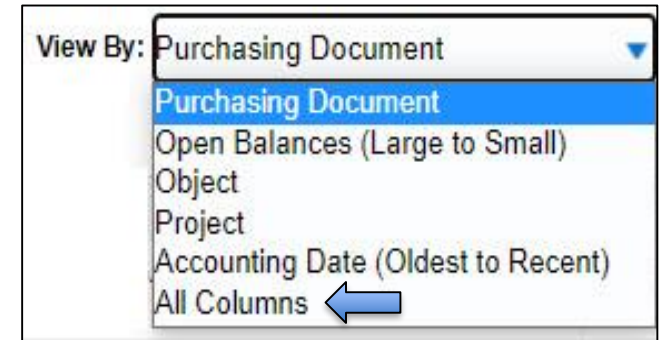 View By: Purchasing Document
Purchasing Document
Open Balances (Large to Small)
Object
Project
Accounting Date (Oldest to Recent)
All Columns